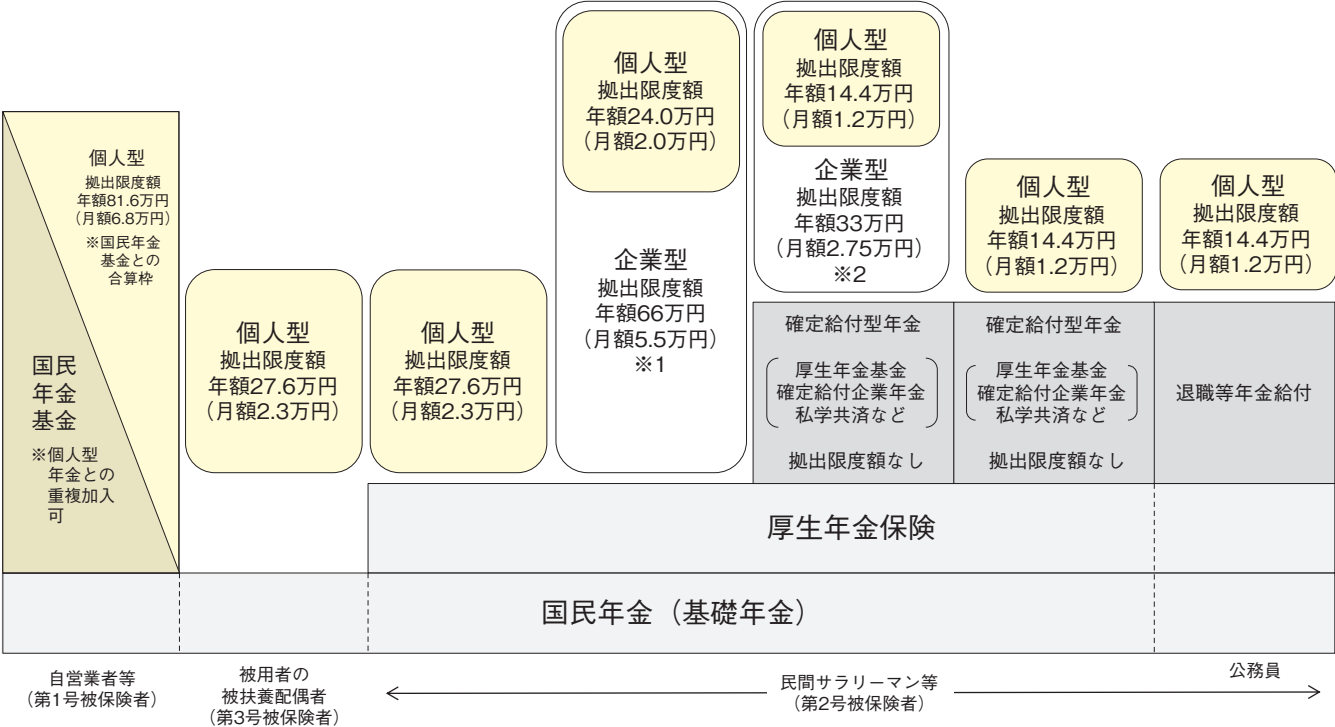 個人型
拠出限度額
年額81.6万円
（月額6.8万円）
※国民年金
基金との
合算枠
国民
年金
基金
※個人型
年金との
重複加入
可
個人型
拠出限度額
年額27.6万円
（月額2.3万円）
個人型
拠出限度額
年額27.6万円
（月額2.3万円）
個人型
拠出限度額
年額24.0万円
（月額2.0万円）
企業型
拠出限度額
年額66万円
（月額5.5万円）
※1
個人型
拠出限度額
年額14.4万円
（月額1.2万円）
企業型
拠出限度額
年額33万円
（月額2.75万円）
※2
確定給付型年金
厚生年金基金
確定給付企業年金
私学共済など
拠出限度額なし
個人型
拠出限度額
年額14.4万円
（月額1.2万円）
確定給付型年金
厚生年金基金
確定給付企業年金
私学共済など
拠出限度額なし
個人型
拠出限度額
年額14.4万円
（月額1.2万円）
退職等年金給付
厚生年金保険
国民年金（基礎年金）
自営業者等
（第1号被保険者）
被用者の
被扶養配偶者
（第3号被保険者）
民間サラリーマン等
（第2号被保険者）
公務員